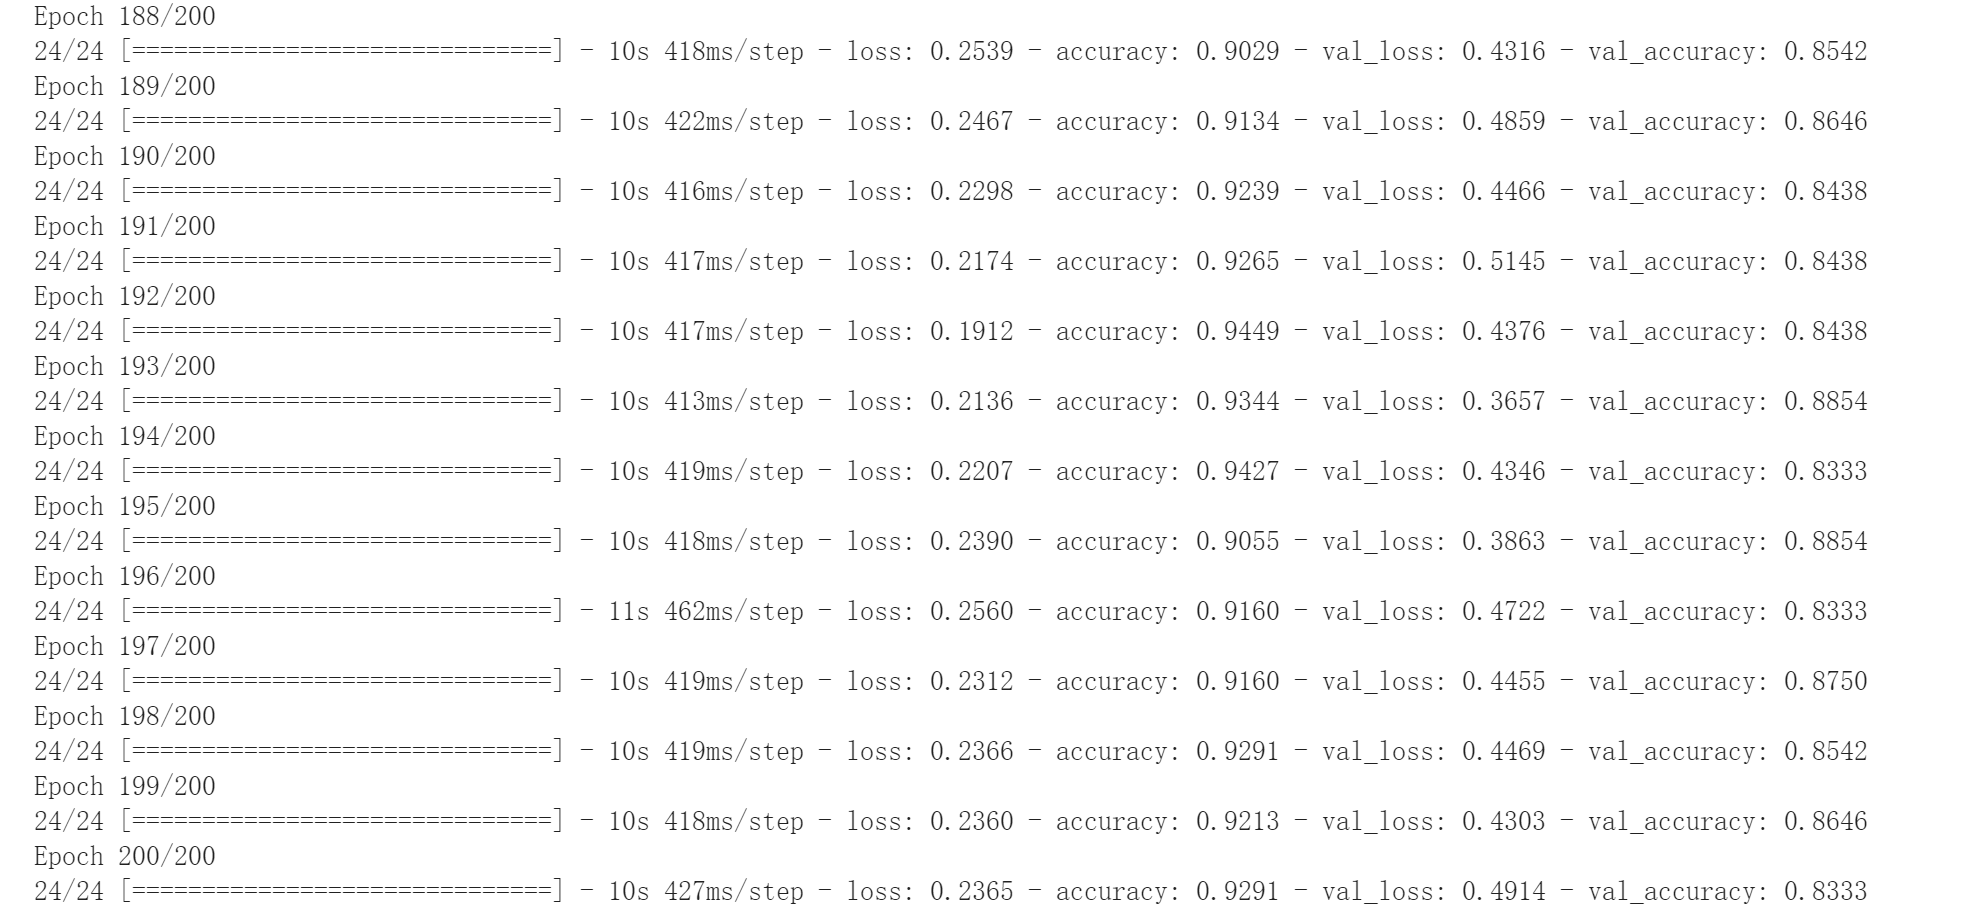 Epoch 188/200
24/24 [==============================] - 10s 418ms/step - loss: 0.2539 - accuracy: 0.9029 - val_loss: 0.4316 - val_accuracy: 0.8542
Epoch 189/200
24/24 [==============================] - 10s 422ms/step - loss: 0.2467 - accuracy: 0.9134 - val_loss: 0.4859 - val_accuracy: 0.8646
Epoch 190/200
24/24 [==============================] - 10s 416ms/step - loss: 0.2298 - accuracy: 0.9239 - val_loss: 0.4466 - val_accuracy: 0.8438
Epoch 191/200
24/24 [==============================] - 10s 417ms/step - loss: 0.2174 - accuracy: 0.9265 - val_loss: 0.5145 - val_accuracy: 0.8438
Epoch 192/200
24/24 [==============================] - 10s 417ms/step - loss: 0.1912 - accuracy: 0.9449 - val_loss: 0.4376 - val_accuracy: 0.8438
Epoch 193/200
24/24 [==============================] - 10s 413ms/step - loss: 0.2136 - accuracy: 0.9344 - val_loss: 0.3657 - val_accuracy: 0.8854
Epoch 194/200
24/24 [==============================] - 10s 419ms/step - loss: 0.2207 - accuracy: 0.9427 - val_loss: 0.4346 - val_accuracy: 0.8333
Epoch 195/200
24/24 [==============================] - 10s 418ms/step - loss: 0.2390 - accuracy: 0.9055 - val_loss: 0.3863 - val_accuracy: 0.8854
Epoch 196/200
24/24 [==============================] - 11s 462ms/step - loss: 0.2560 - accuracy: 0.9160 - val_loss: 0.4722 - val_accuracy: 0.8333
Epoch 197/200
24/24 [==============================] - 10s 419ms/step - loss: 0.2312 - accuracy: 0.9160 - val_loss: 0.4455 - val_accuracy: 0.8750
Epoch 198/200
24/24 [==============================] - 10s 419ms/step - loss: 0.2366 - accuracy: 0.9291 - val_loss: 0.4469 - val_accuracy: 0.8542
Epoch 199/200
24/24 [==============================] - 10s 418ms/step - loss: 0.2360 - accuracy: 0.9213 - val_loss: 0.4303 - val_accuracy: 0.8646
Epoch 200/200
24/24 [==============================] - 10s 427ms/step - loss: 0.2365 - accuracy: 0.9291 - val_loss: 0.4914 - val_accuracy: 0.8333